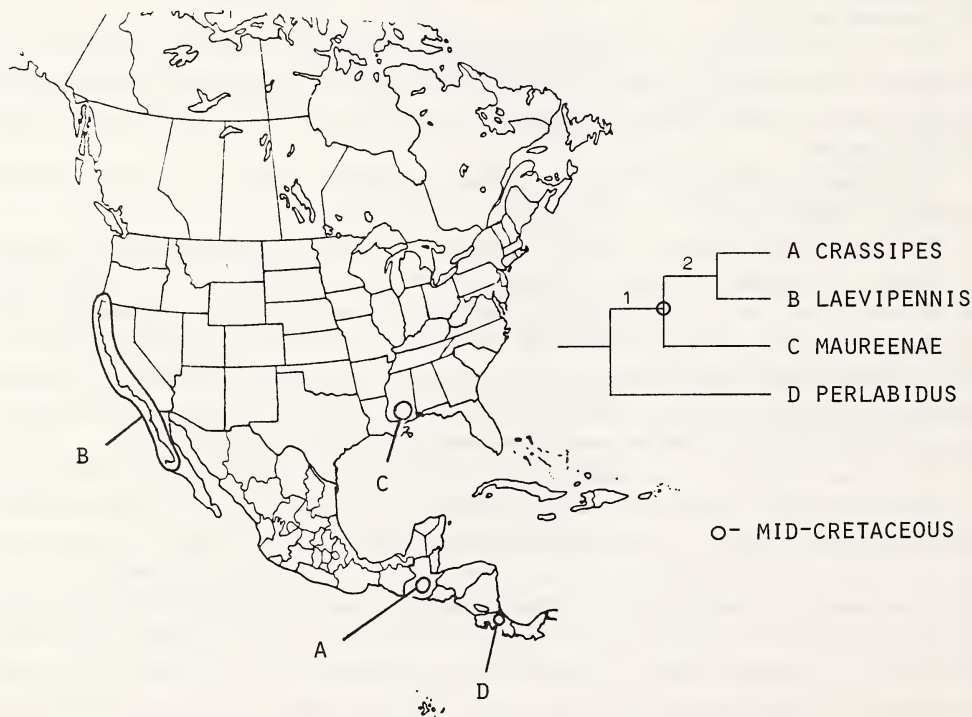 2
A CRASSIPES
1
B LAEVIPENNIS
C MAUREENAE
D PERLABIDUS
B
C
O- MID-CRETACEOUS
A
D